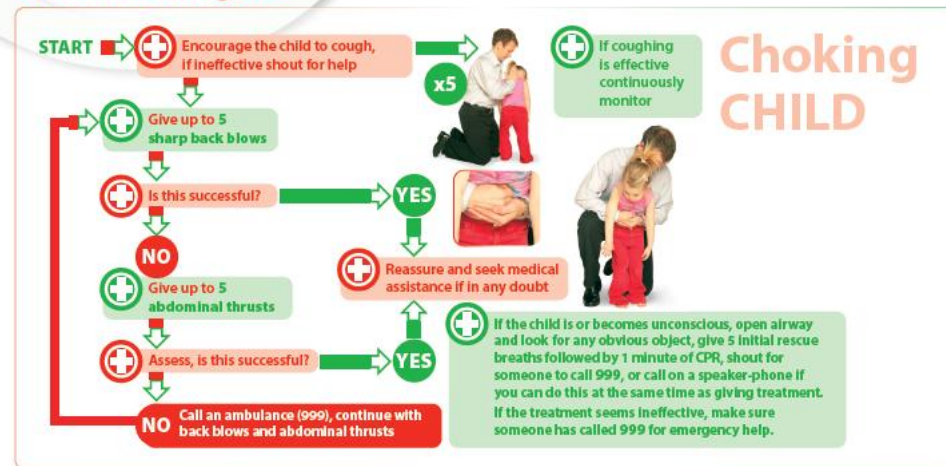 START
Encourage the child to cough,
if ineffective shout for help
x5
If coughing
is effective
continuously
monitor
Choking
CHILD
Give up to 5
sharp back blows
Is this successful?
YES
NO
Reassure and seek medical
assistance if in any doubt
Give up to 5
abdominal thrusts
Assess, is this successful?
YES
NO
Call an ambulance (999), continue with
back blows and abdominal thrusts
If the child is or becomes unconscious, open airway
and look for any obvious object, give 5 initial rescue
breaths followed by 1 minute of CPR, shout for
someone to call 999, or call on a speaker-phone if
you can do this at the same time as giving treatment.
If the treatment seems ineffective, make sure
someone has called 999 for emergency help.